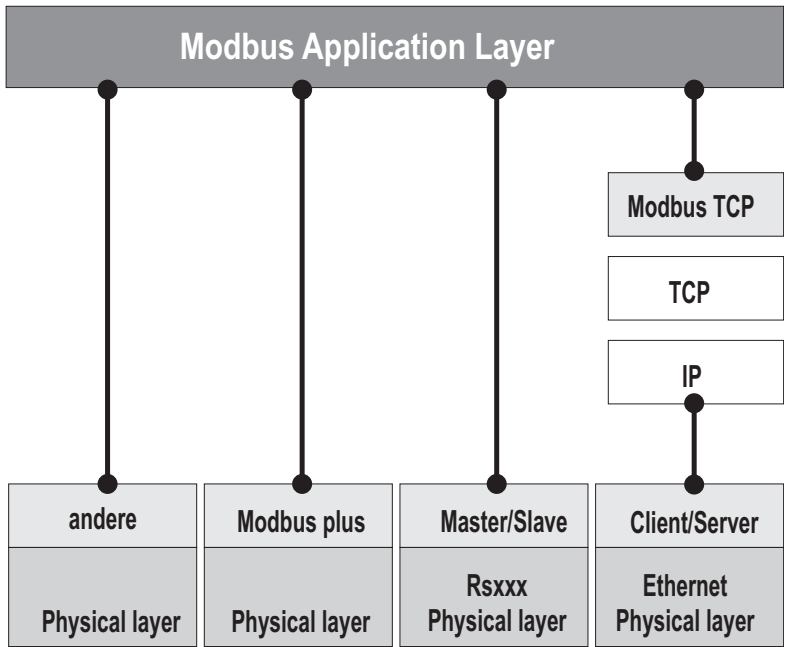 Modbus Application Layer
Modbus TCP
TCP
IP
andere
Modbus plus
Master/Slave
Client/Server
Physical layer
Physical layer
Rsxxx
Physical layer
Ethernet
Physical layer